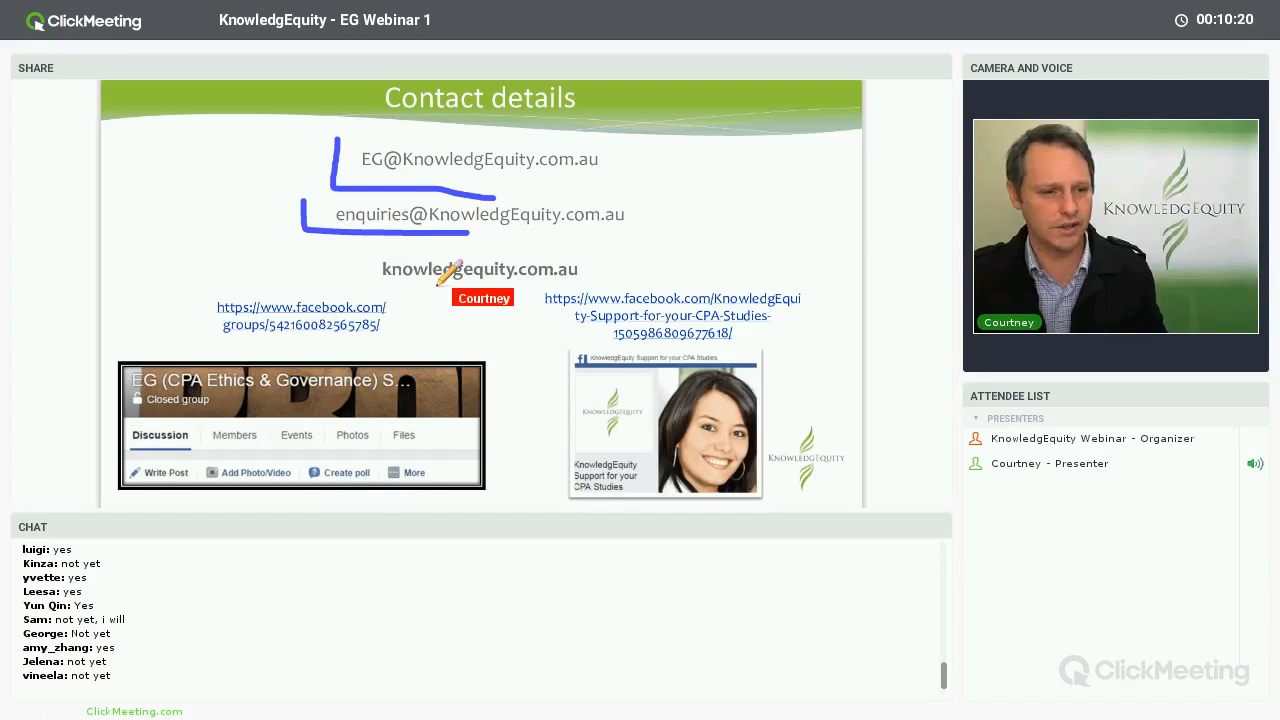 ClickMeeting
KnowledgEquity - EG Webinar 1
00:10:20
SHARE
Contact details
EG@KnowledgEquity.com.au
enquiries@KnowledgEquity.com.au
knowledgequity.com.au
Courtney
https://www.facebook.com/
groups/542160082565785/
https://www.facebook.com/KnowledgEqui
ty-Support-for-your-CPA-Studies-
1505986809677618/
EG (CPA Ethics & Governance) S...
Closed group
Discussion Members Events Photos Files
Write Post Add Photo/Video Create poll More
KnowledgEquity Support for your CPA Studies
KNOWLEDGEQUITY
KnowledgEquity
Support for your
CPA Studies
KNOWLEDGEQUITY
CAMERA AND VOICE
KNOWLEDGEQUITY
Courtney
ATTENDEE LIST
PRESENTERS
KnowledgEquity Webinar - Organizer
Courtney - Presenter
CHAT
luigi: yes
Kinza: not yet
yvette: yes
Leesa: yes
Yun Qin: Yes
Sam: not yet, i will
George: Not yet
amy_zhang: yes
Jelena: not yet
vineela: not yet
ClickMeeting
ClickMeeting.com